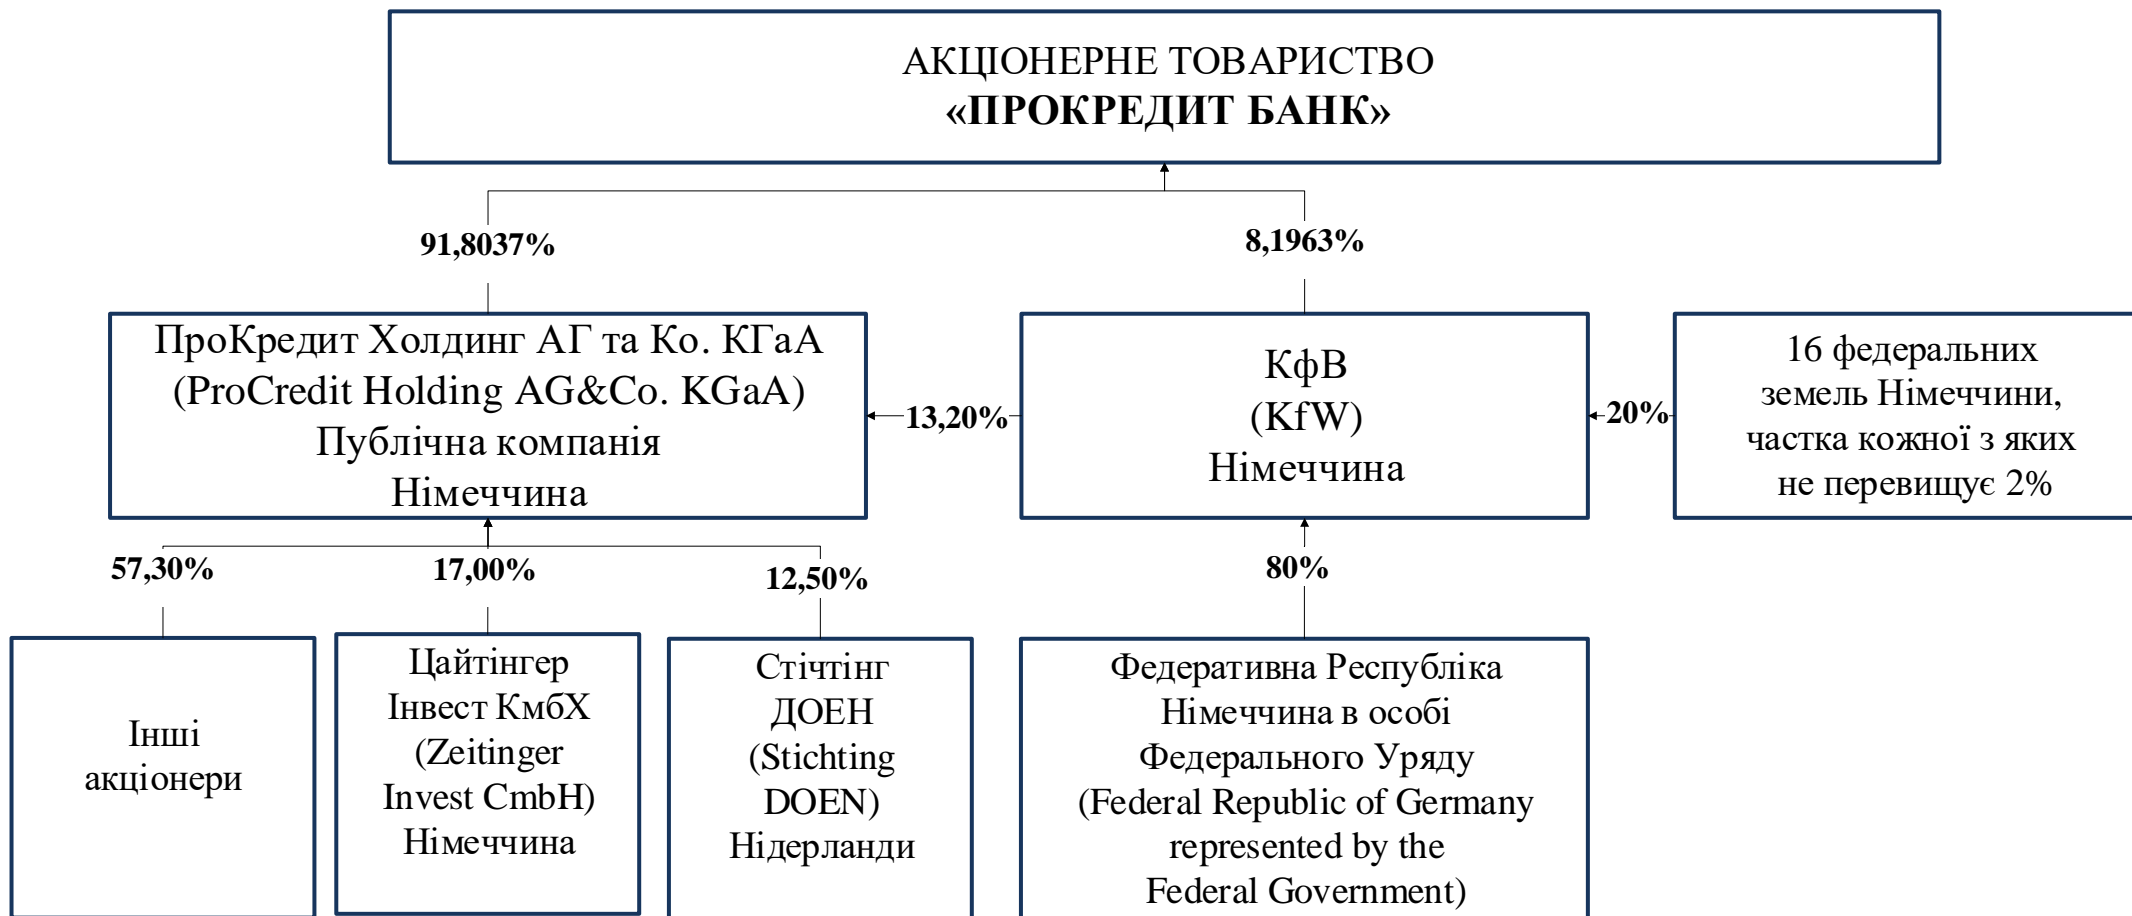 АКЦІОНЕРНЕ ТОВАРИСТВО
«ПРОКРЕДИТ БАНК»
91,8037%
8,1963%
ПроКредит Холдинг АГ та Ко. КГаА
(ProCredit Holding AG&Co. KGaA)
Публічна компанія
Німеччина
13,20%
КфВ
(KfW)
Німеччина
20%
16 федеральних
земель Німеччини,
частка кожної з яких
не перевищує 2%
57,30%
17,00%
12,50%
80%
Інші
акціонери
Цайтінгер
Інвест КмбХ
(Zeitinger
Invest CmbH)
Німеччина
Стічтінг
ДОЕН
(Stichting
DOEN)
Нідерланди
Федеративна Республіка
Німеччина в особі
Федерального Уряду
(Federal Republic of Germany
represented by the
Federal Government)